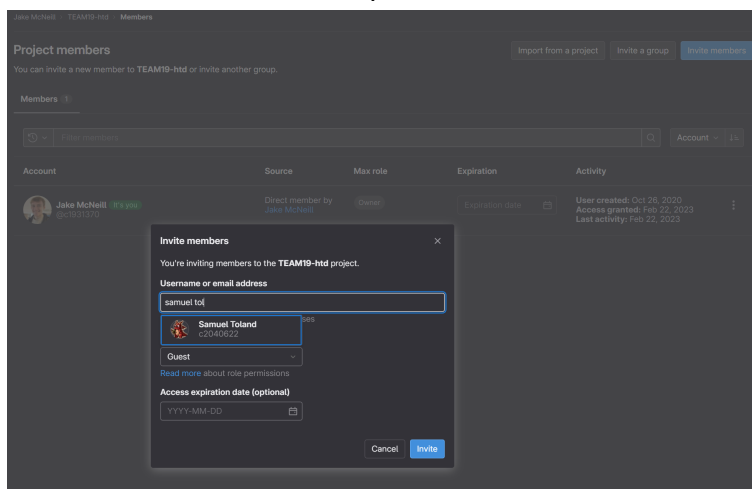 Jake McNeill › TEAM19-htd › Members
Project members
Import from a project
Invite a group
Invite members
You can invite a new member to TEAM19-htd or invite another group.
Members 1
Filter members
Account
Account
Source
Max role
Expiration
Activity
Jake McNeill It's you
@c1931370
Direct member by
Jake McNeill
Owner
Expiration date
User created: Oct 26, 2020
Access granted: Feb 22, 2023
Last activity: Feb 22, 2023
Invite members
You're inviting members to the TEAM19-htd project.
Username or email address
samuel tol
Samuel Toland
c2040622
ses
Guest
Read more about role permissions
Access expiration date (optional)
YYYY-MM-DD
Cancel
Invite